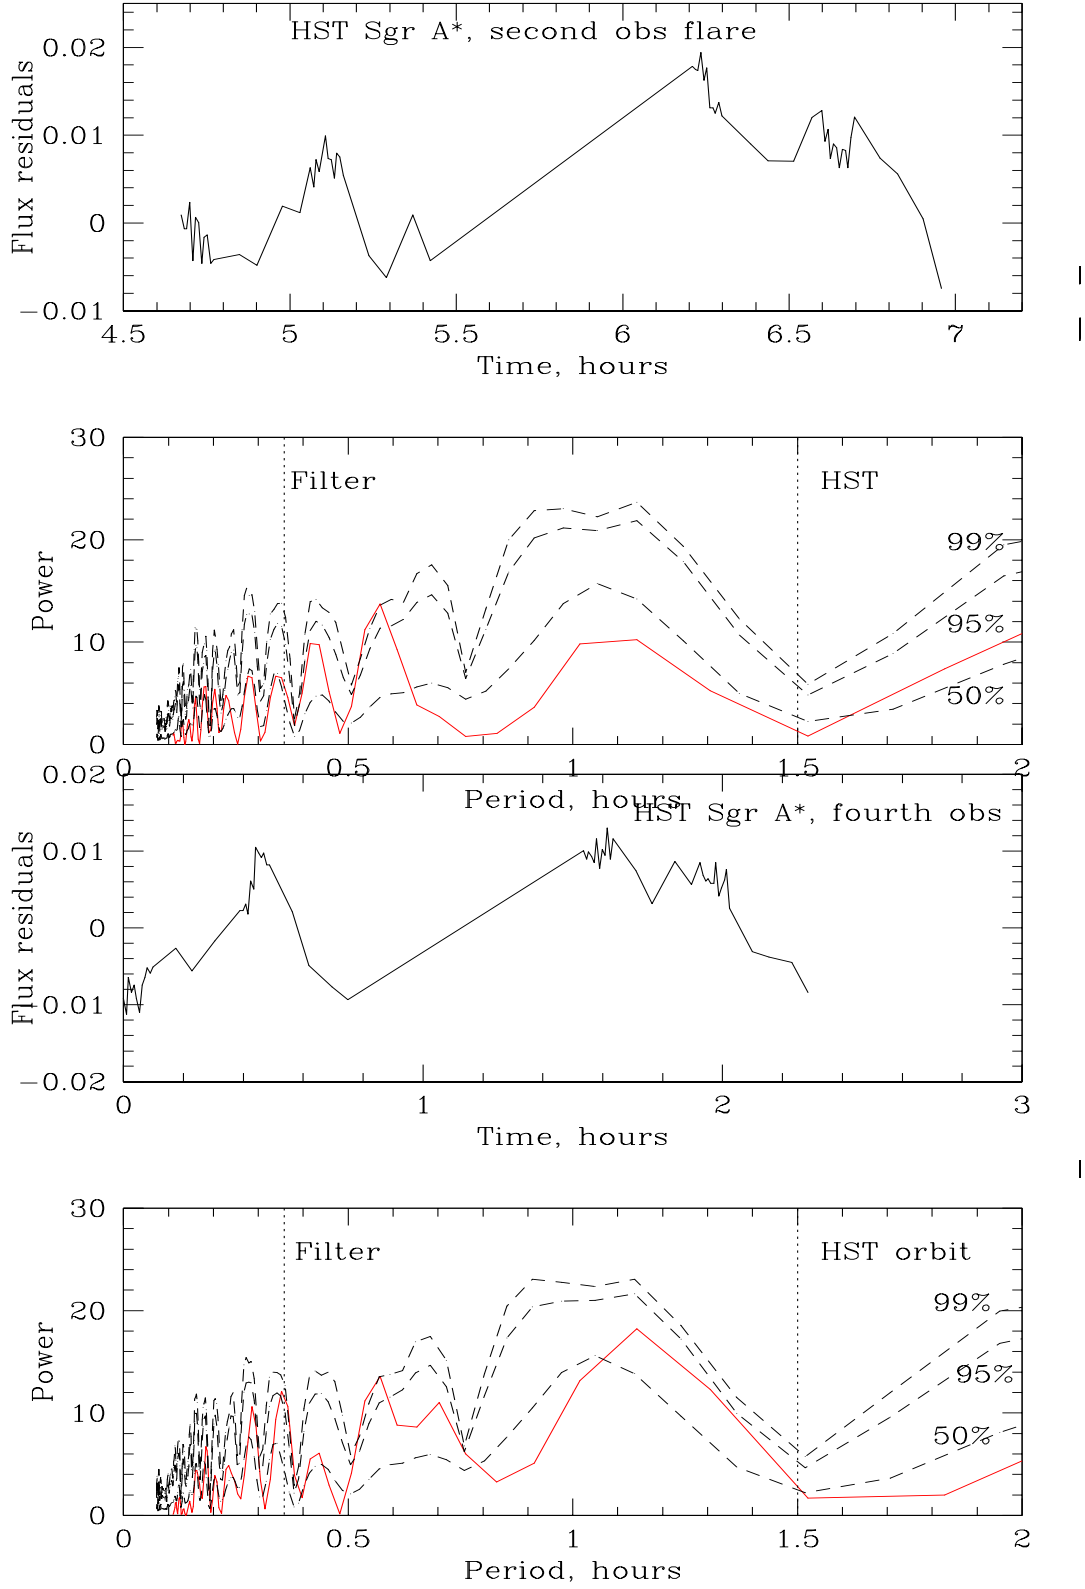 HST Sgr A*, second obs flare
0.02
0.01
0
−0.01
Flux residuals
4.5 5 5.5 6 6.5 7
Time, hours
30
20
10
0
Power
Filter
HST
99%
95%
50%
0 0.5 1 1.5 2
Period, hours
HST Sgr A*, fourth obs
0.02
0.01
0
−0.01
−0.02
Flux residuals
0 1 2 3
Time, hours
30
20
10
0
Power
Filter
HST orbit
99%
95%
50%
0 0.5 1 1.5 2
Period, hours